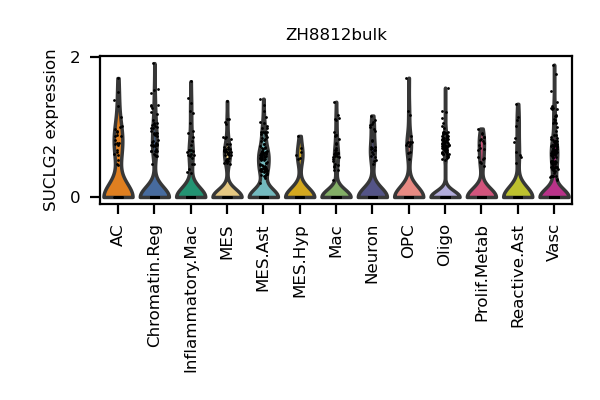 ZH8812bulk
SUCLG2 expression
2
0
AC
Chromatin.Reg
Inflammatory.Mac
MES
MES.Ast
MES.Hyp
Mac
Neuron
OPC
Oligo
Prolif.Metab
Reactive.Ast
Vasc